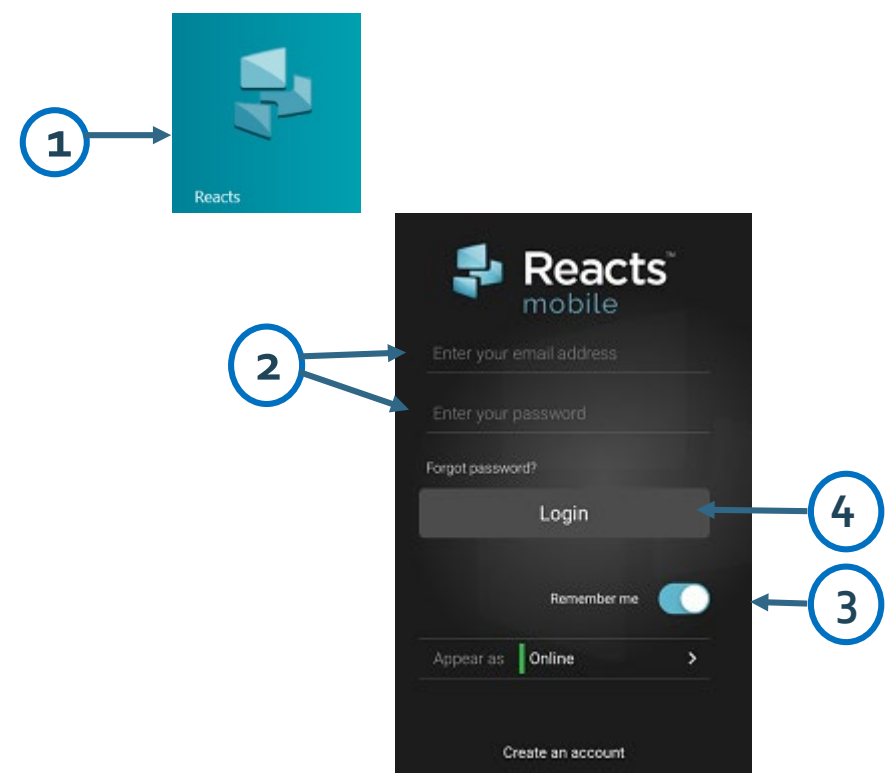 1
Reacts
Reacts™
mobile
2
Enter your email address
Enter your password
Forgot password?
Login
4
Remember me
3
Appear as Online >
Create an account